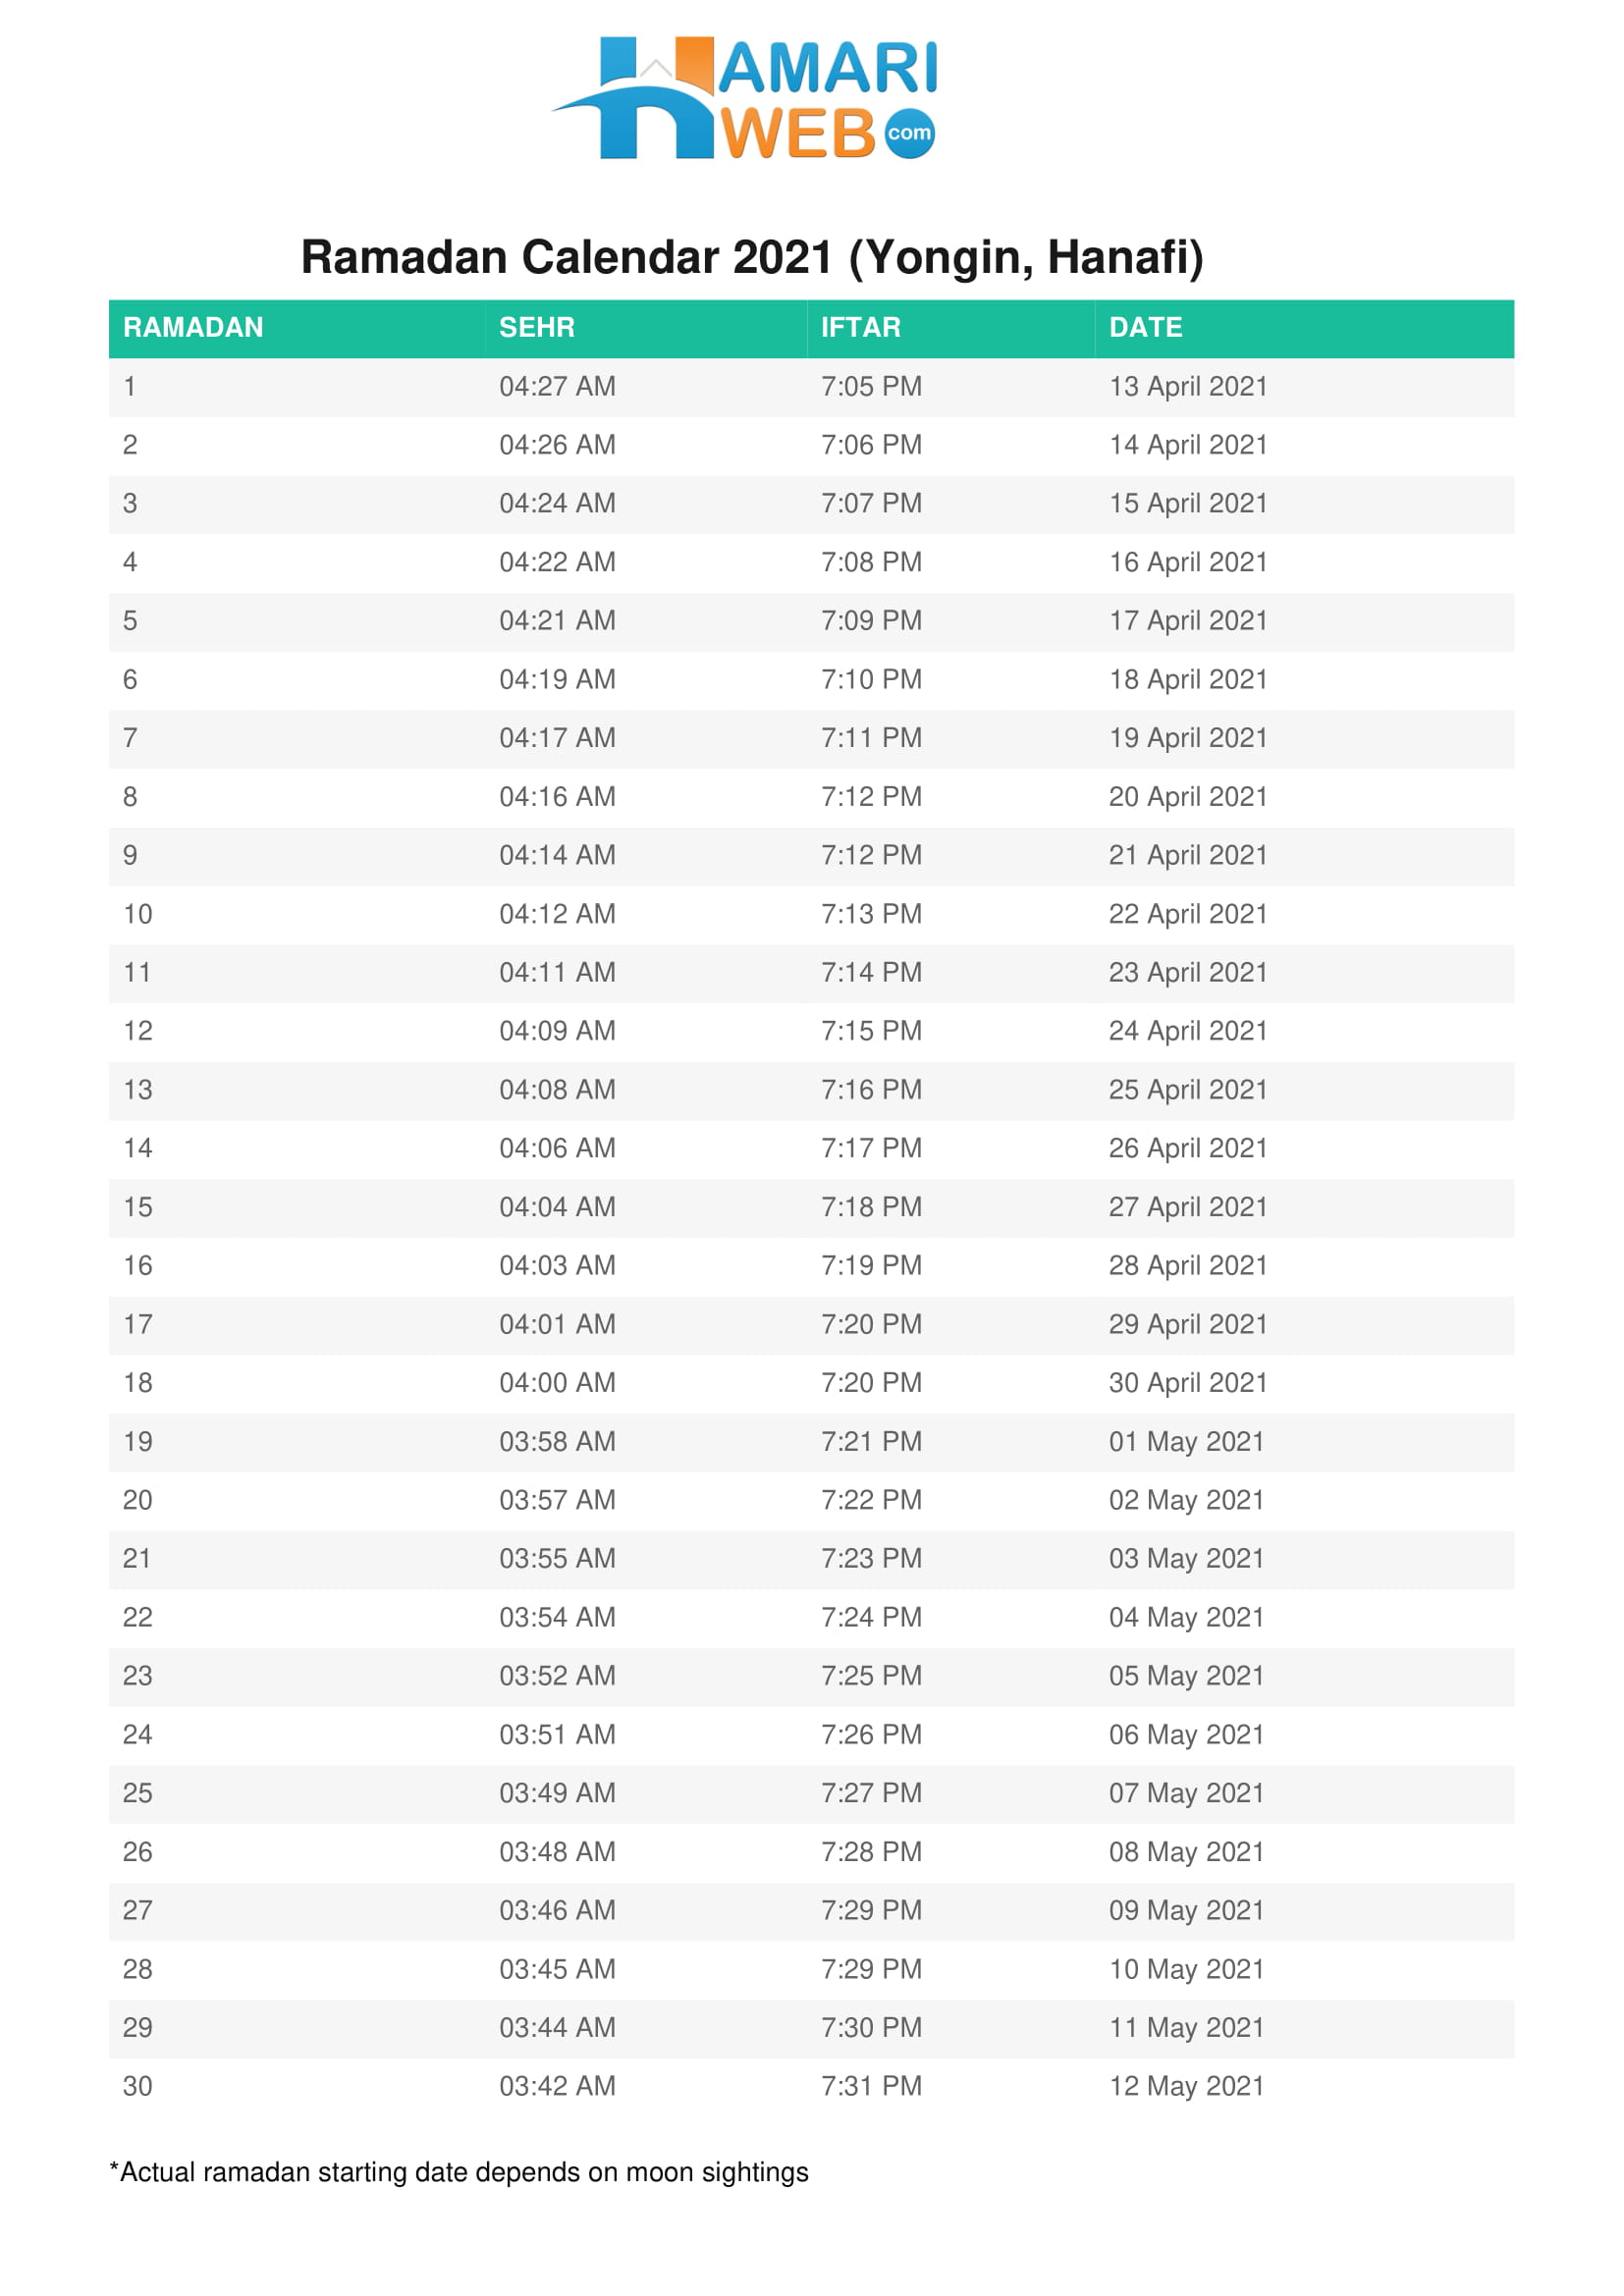 HAMARI
WEB com
Ramadan Calendar 2021 (Yongin, Hanafi)
RAMADAN SEHR IFTAR DATE
1 04:27 AM 7:05 PM 13 April 2021
2 04:26 AM 7:06 PM 14 April 2021
3 04:24 AM 7:07 PM 15 April 2021
4 04:22 AM 7:08 PM 16 April 2021
5 04:21 AM 7:09 PM 17 April 2021
6 04:19 AM 7:10 PM 18 April 2021
7 04:17 AM 7:11 PM 19 April 2021
8 04:16 AM 7:12 PM 20 April 2021
9 04:14 AM 7:12 PM 21 April 2021
10 04:12 AM 7:13 PM 22 April 2021
11 04:11 AM 7:14 PM 23 April 2021
12 04:09 AM 7:15 PM 24 April 2021
13 04:08 AM 7:16 PM 25 April 2021
14 04:06 AM 7:17 PM 26 April 2021
15 04:04 AM 7:18 PM 27 April 2021
16 04:03 AM 7:19 PM 28 April 2021
17 04:01 AM 7:20 PM 29 April 2021
18 04:00 AM 7:20 PM 30 April 2021
19 03:58 AM 7:21 PM 01 May 2021
20 03:57 AM 7:22 PM 02 May 2021
21 03:55 AM 7:23 PM 03 May 2021
22 03:54 AM 7:24 PM 04 May 2021
23 03:52 AM 7:25 PM 05 May 2021
24 03:51 AM 7:26 PM 06 May 2021
25 03:49 AM 7:27 PM 07 May 2021
26 03:48 AM 7:28 PM 08 May 2021
27 03:46 AM 7:29 PM 09 May 2021
28 03:45 AM 7:29 PM 10 May 2021
29 03:44 AM 7:30 PM 11 May 2021
30 03:42 AM 7:31 PM 12 May 2021
*Actual ramadan starting date depends on moon sightings